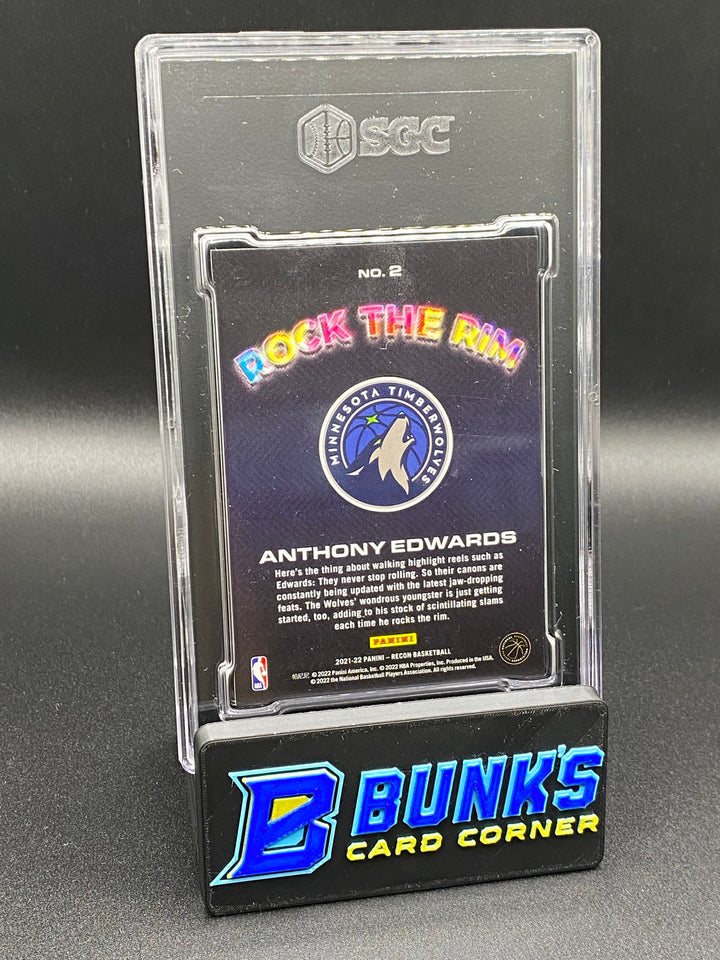 SGC
NO. 2
ROCK THE RIM
MINNESOTA TIMBERWOLVES
ANTHONY EDWARDS
Here's the thing about walking highlight reels such as
Edwards: They never stop rolling. So their canons are
constantly being updated with the latest jaw-dropping
feats. The Wolves' wondrous youngster is just getting
started, too, adding to his stock of scintillating slams
each time he rocks the rim.
PANINI
2021-22 PANINI – RECON BASKETBALL
© 2022 Panini America, Inc. © 2022 NBA Properties, Inc. Produced in the USA.
© 2022 the National Basketball Players Association. All rights reserved.
NBA
B BUNK'S
CARD CORNER